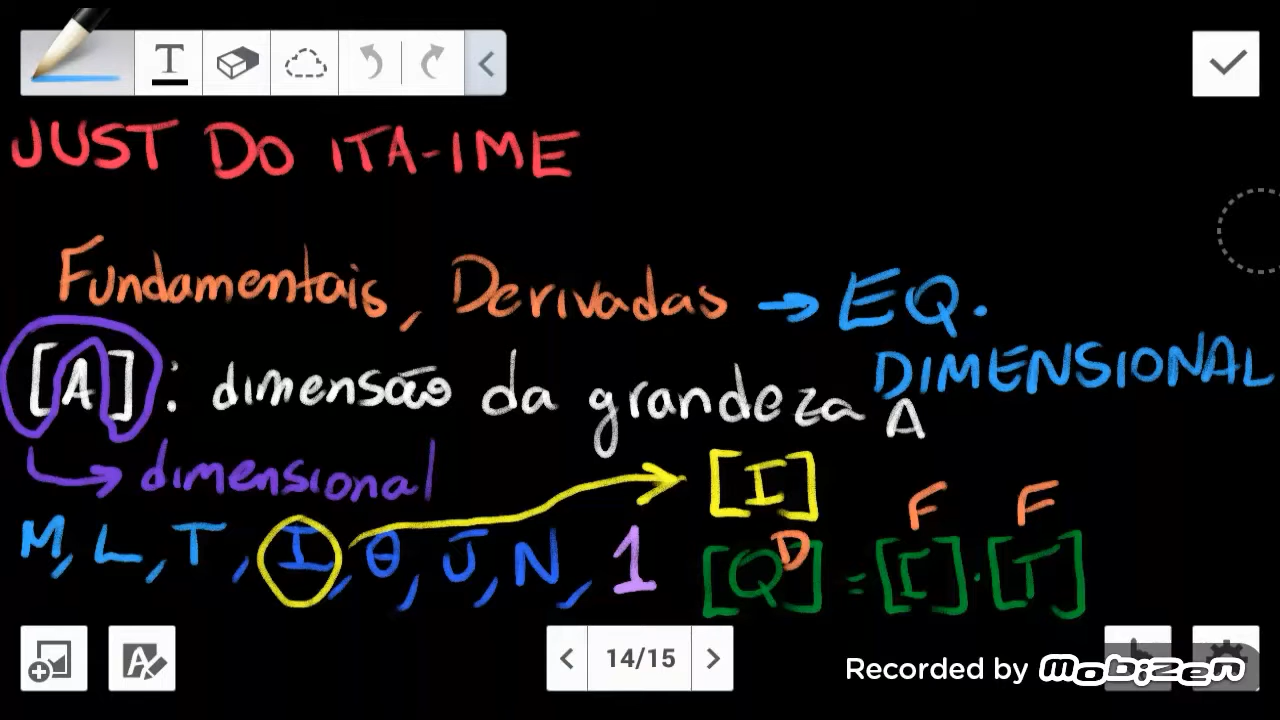 T
JUST DO ITA-IME
Fundamentais, Derivadas → EQ.
DIMENSIONAL
[A] : dimensão da grandeza A
dimensional
[I]
F F
M, L, T, I, θ, J, N, 1
D
[Q] = [I] · [T]
14/15
Recorded by Mobizen